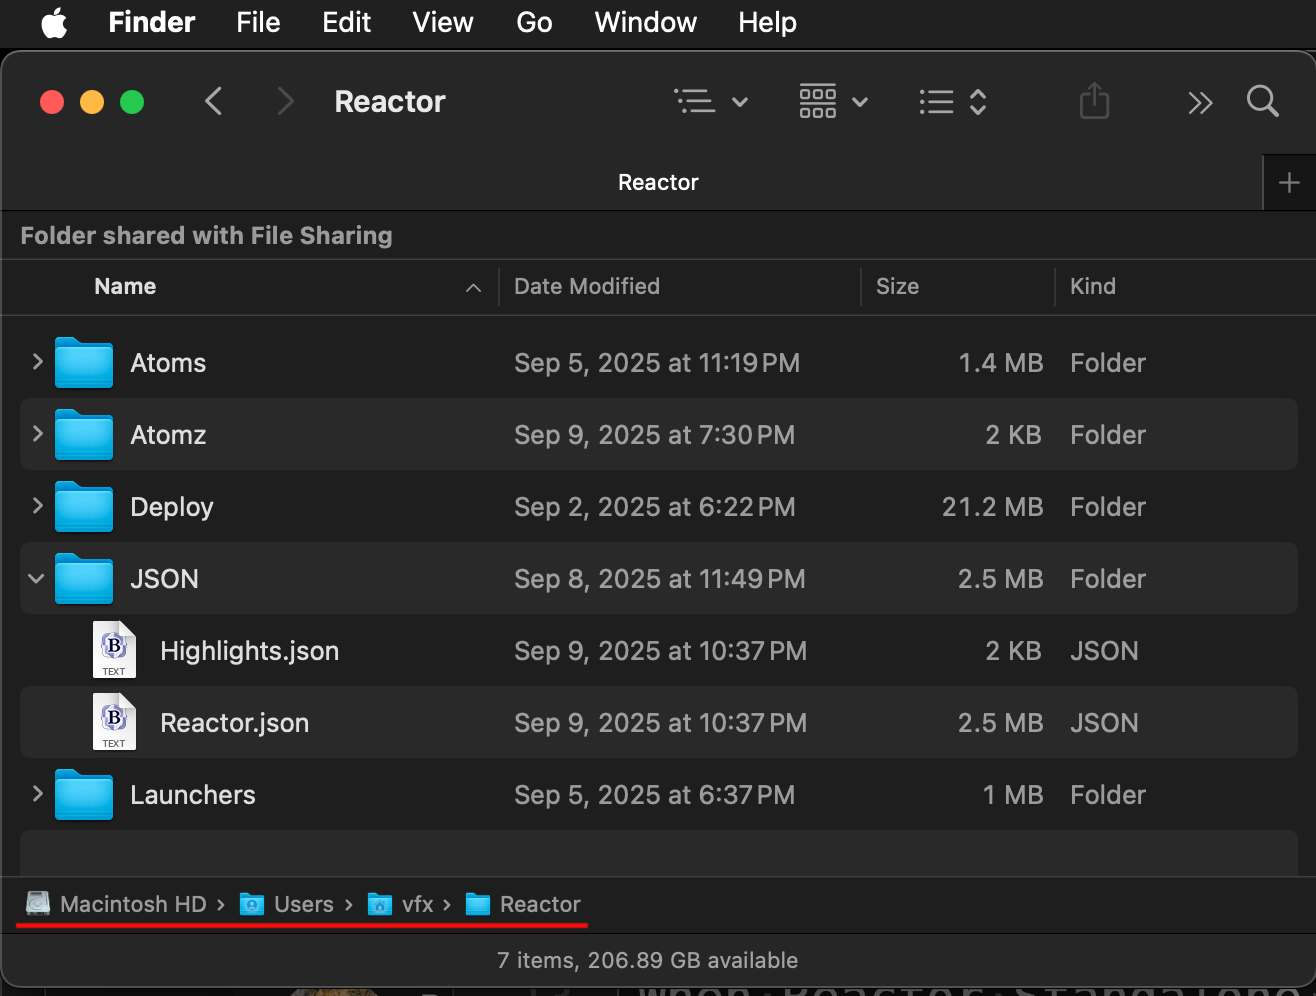 Finder File Edit View Go Window Help
Reactor
Reactor
Folder shared with File Sharing
Name Date Modified Size Kind
Atoms Sep 5, 2025 at 11:19 PM 1.4 MB Folder
Atomz Sep 9, 2025 at 7:30 PM 2 KB Folder
Deploy Sep 2, 2025 at 6:22 PM 21.2 MB Folder
JSON Sep 8, 2025 at 11:49 PM 2.5 MB Folder
B
TEXT
Highlights.json Sep 9, 2025 at 10:37 PM 2 KB JSON
B
TEXT
Reactor.json Sep 9, 2025 at 10:37 PM 2.5 MB JSON
Launchers Sep 5, 2025 at 6:37 PM 1 MB Folder
Macintosh HD › Users › vfx › Reactor
7 items, 206.89 GB available